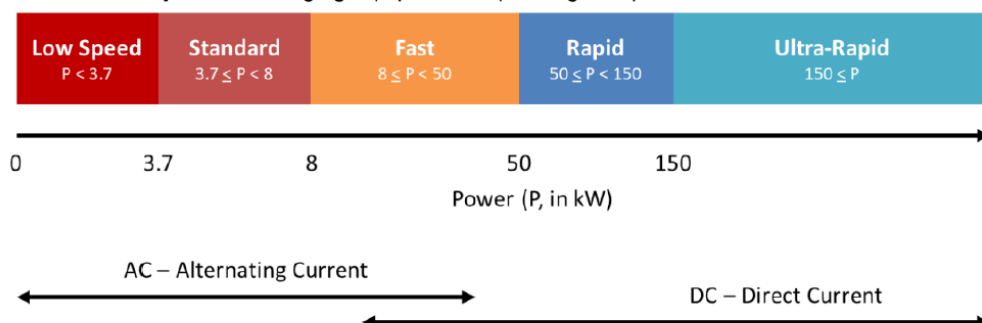 Low Speed Standard Fast Rapid Ultra-Rapid
P < 3.7 3.7 ≤ P < 8 8 ≤ P < 50 50 ≤ P < 150 150 ≤ P
0 3.7 8 50 150
Power (P, in kW)
AC – Alternating Current
DC – Direct Current